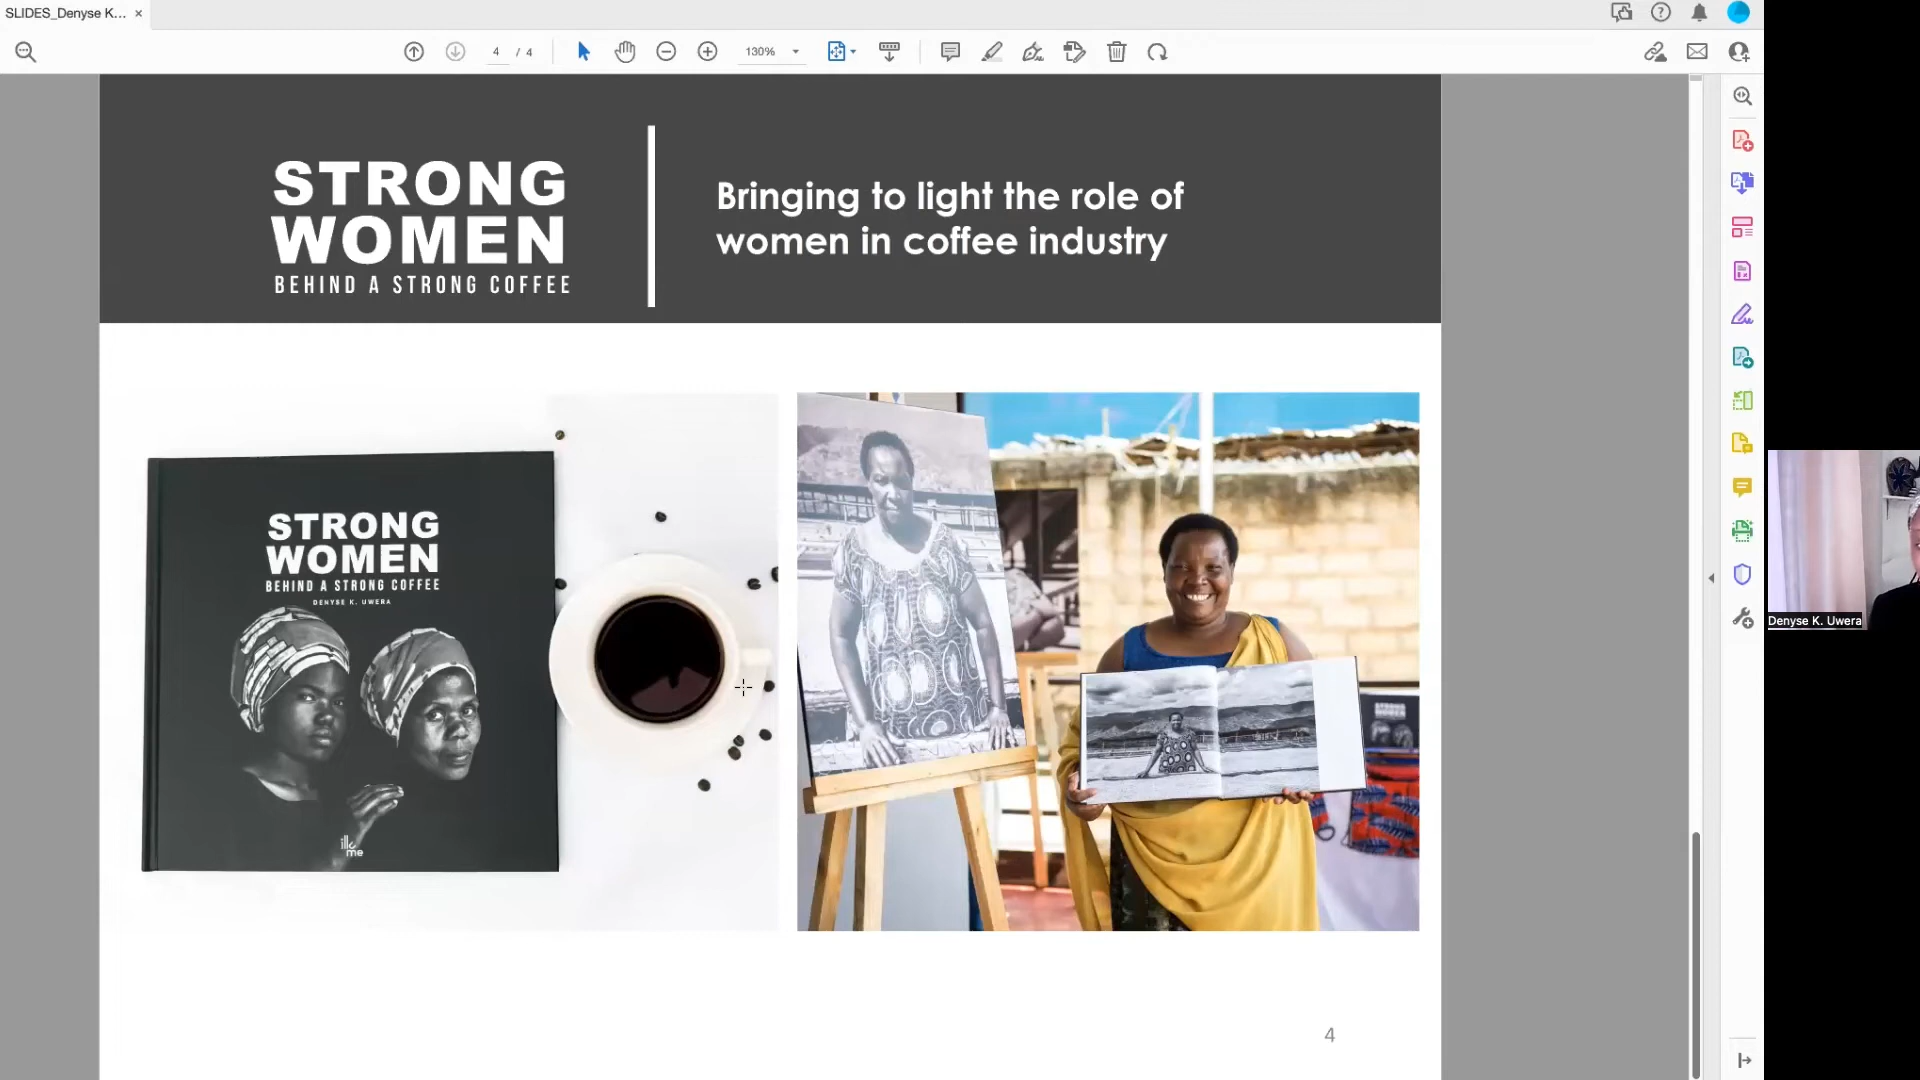 SLIDES_Denyse K...
4 / 4
130%
STRONG
WOMEN
BEHIND A STRONG COFFEE
Bringing to light the role of
women in coffee industry
STRONG
WOMEN
BEHIND A STRONG COFFEE
DENYSE K. UWERA
illume
Denyse K. Uwera
4